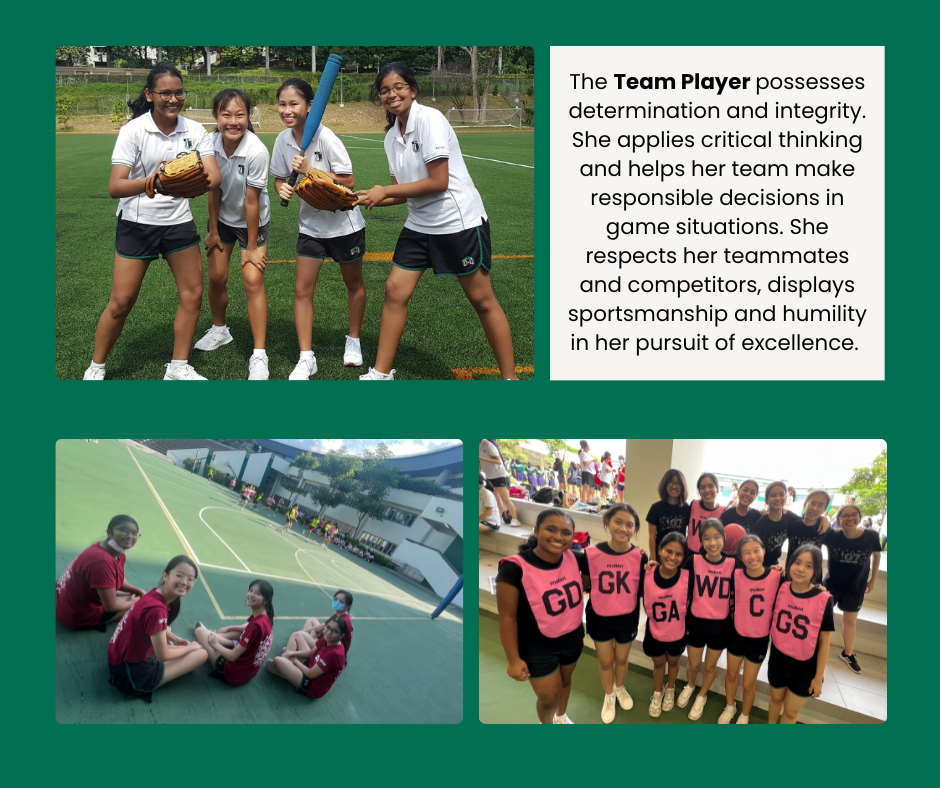 The Team Player possesses
determination and integrity.
She applies critical thinking
and helps her team make
responsible decisions in
game situations. She
respects her teammates
and competitors, displays
sportsmanship and humility
in her pursuit of excellence.
GD
GK
GA
WD
C
GS